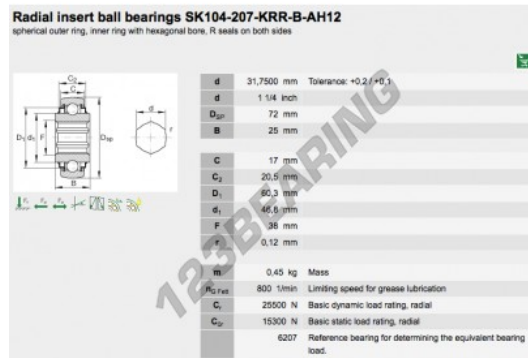 Radial insert ball bearings SK104-207-KRR-B-AH12
spherical outer ring, inner ring with hexagonal bore, R seals on both sides
C2
C
D1 d1 F
DSP
B
d
r
d 31,7500 mm Tolerance: +0,2 / +0,1
d 1 1/4 inch
DSP 72 mm
B 25 mm
C 17 mm
C2 20,5 mm
D1 60,3 mm
d1 46,8 mm
F 38 mm
r 0,12 mm
m 0,45 kg Mass
nG Fett 800 1/min Limiting speed for grease lubrication
Cr 25500 N Basic dynamic load rating, radial
C0r 15300 N Basic static load rating, radial
6207 Reference bearing for determining the equivalent bearing
load.
123BEARING